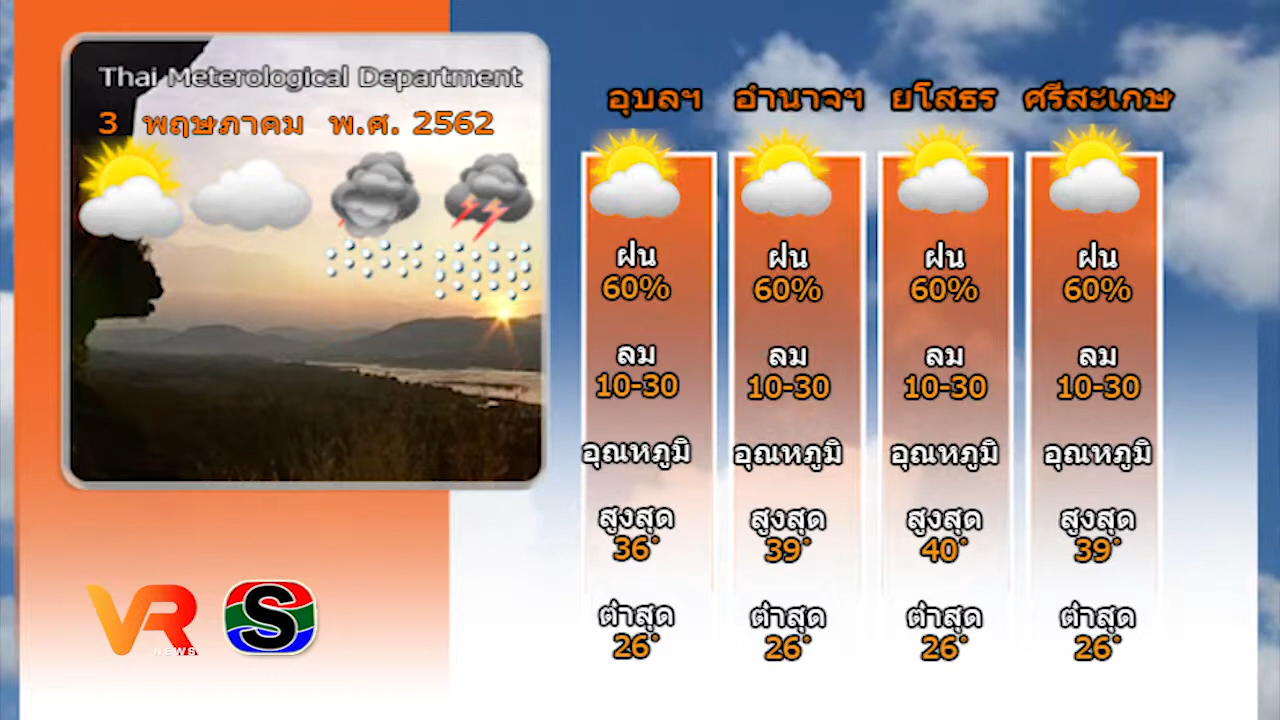 Thai Meterological Department
3 พฤษภาคม พ.ศ. 2562
อุบลฯ อำนาจฯ ยโสธร ศรีสะเกษ
ฝน ฝน ฝน ฝน
60% 60% 60% 60%
ลม ลม ลม ลม
10-30 10-30 10-30 10-30
อุณหภูมิ อุณหภูมิ อุณหภูมิ อุณหภูมิ
สูงสุด สูงสุด สูงสุด สูงสุด
36° 39° 40° 39°
ต่ำสุด ต่ำสุด ต่ำสุด ต่ำสุด
26° 26° 26° 26°
VR S
NEWS